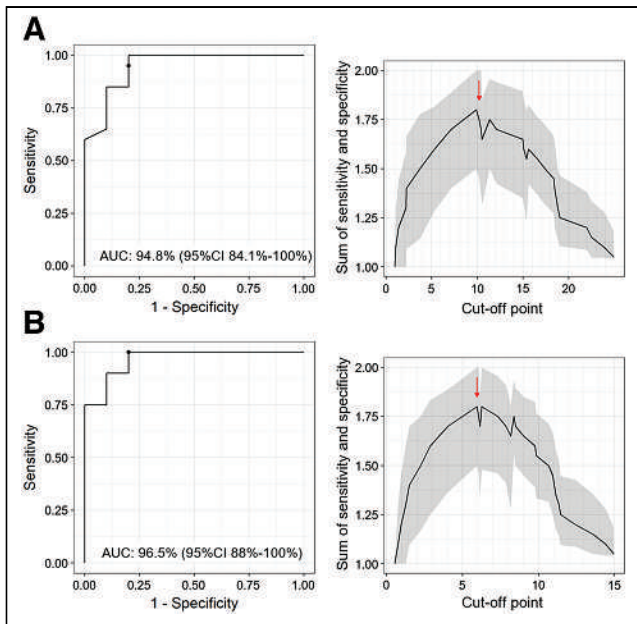 A
Sensitivity
1.00
0.75
0.50
0.25
0.00
AUC: 94.8% (95%CI 84.1%-100%)
0.00 0.25 0.50 0.75 1.00
1 - Specificity
Sum of sensitivity and specificity
2.00
1.75
1.50
1.25
1.00
5 10 15 20
Cut-off point
B
Sensitivity
1.00
0.75
0.50
0.25
0.00
AUC: 96.5% (95%CI 88%-100%)
0.00 0.25 0.50 0.75 1.00
1 - Specificity
Sum of sensitivity and specificity
2.00
1.75
1.50
1.25
1.00
0 5 10 15
Cut-off point